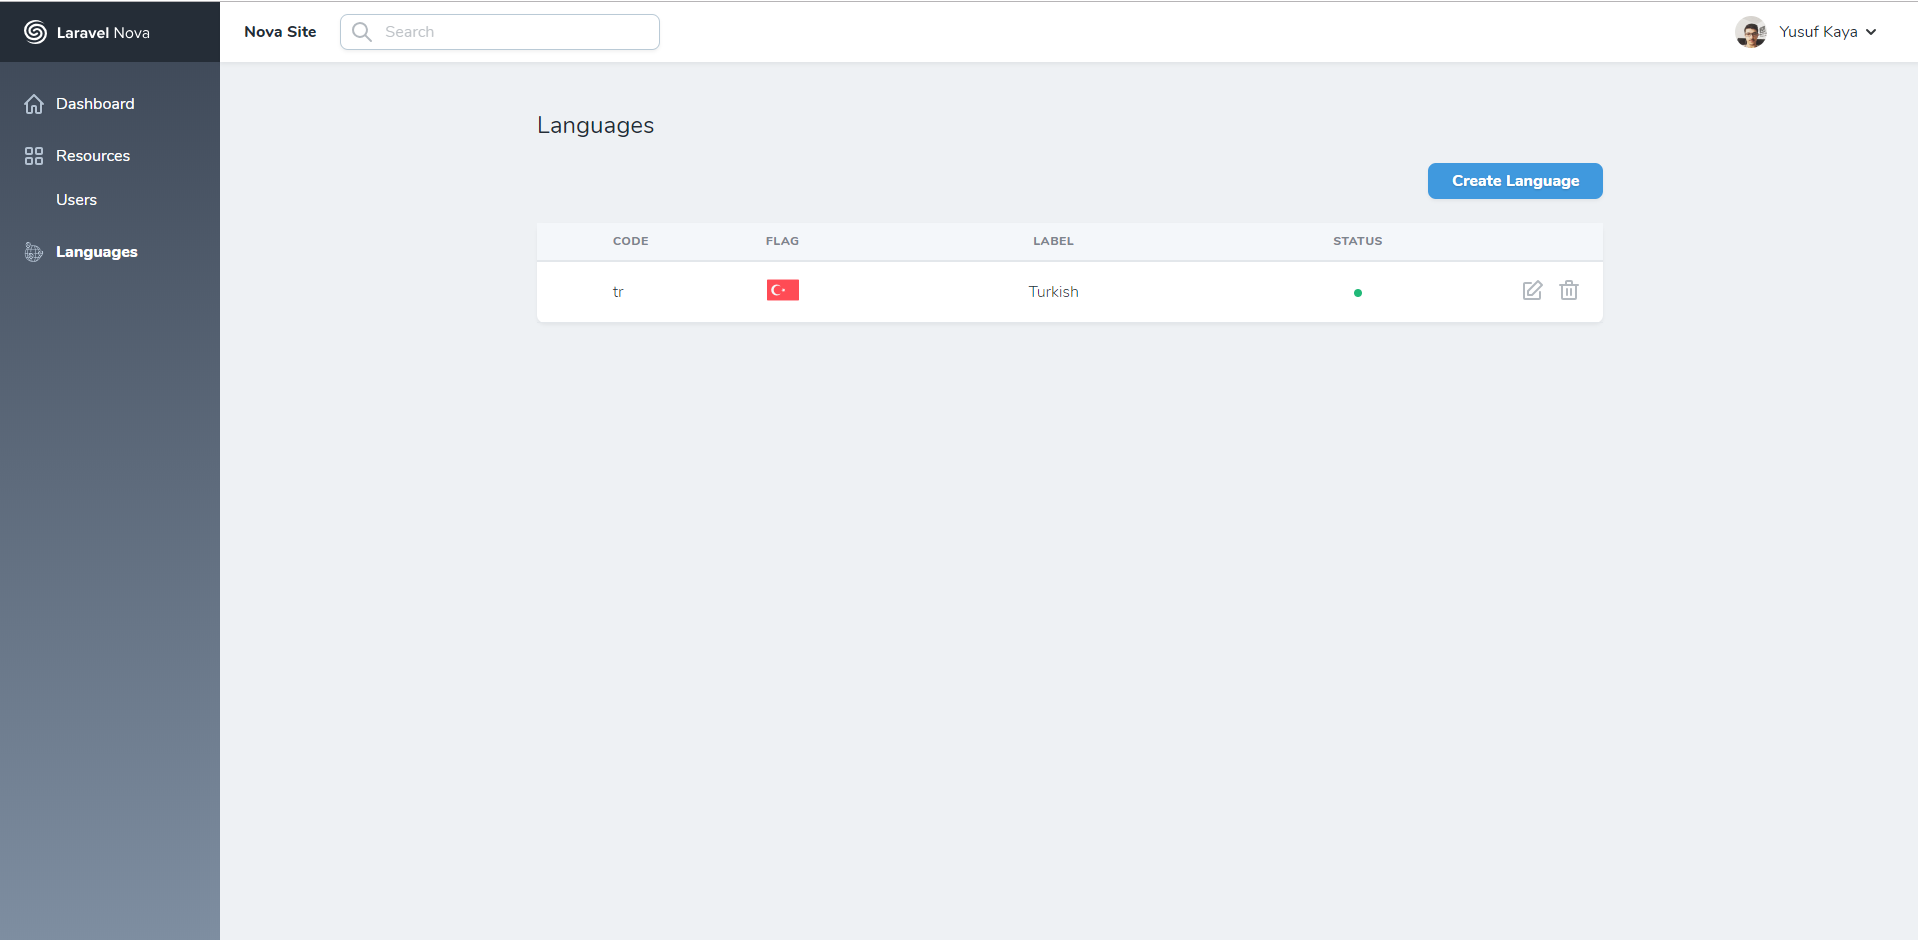 Laravel Nova
Nova Site
Search
Yusuf Kaya
Dashboard
Resources
Users
Languages
Languages
Create Language
CODE FLAG LABEL STATUS
tr Turkish